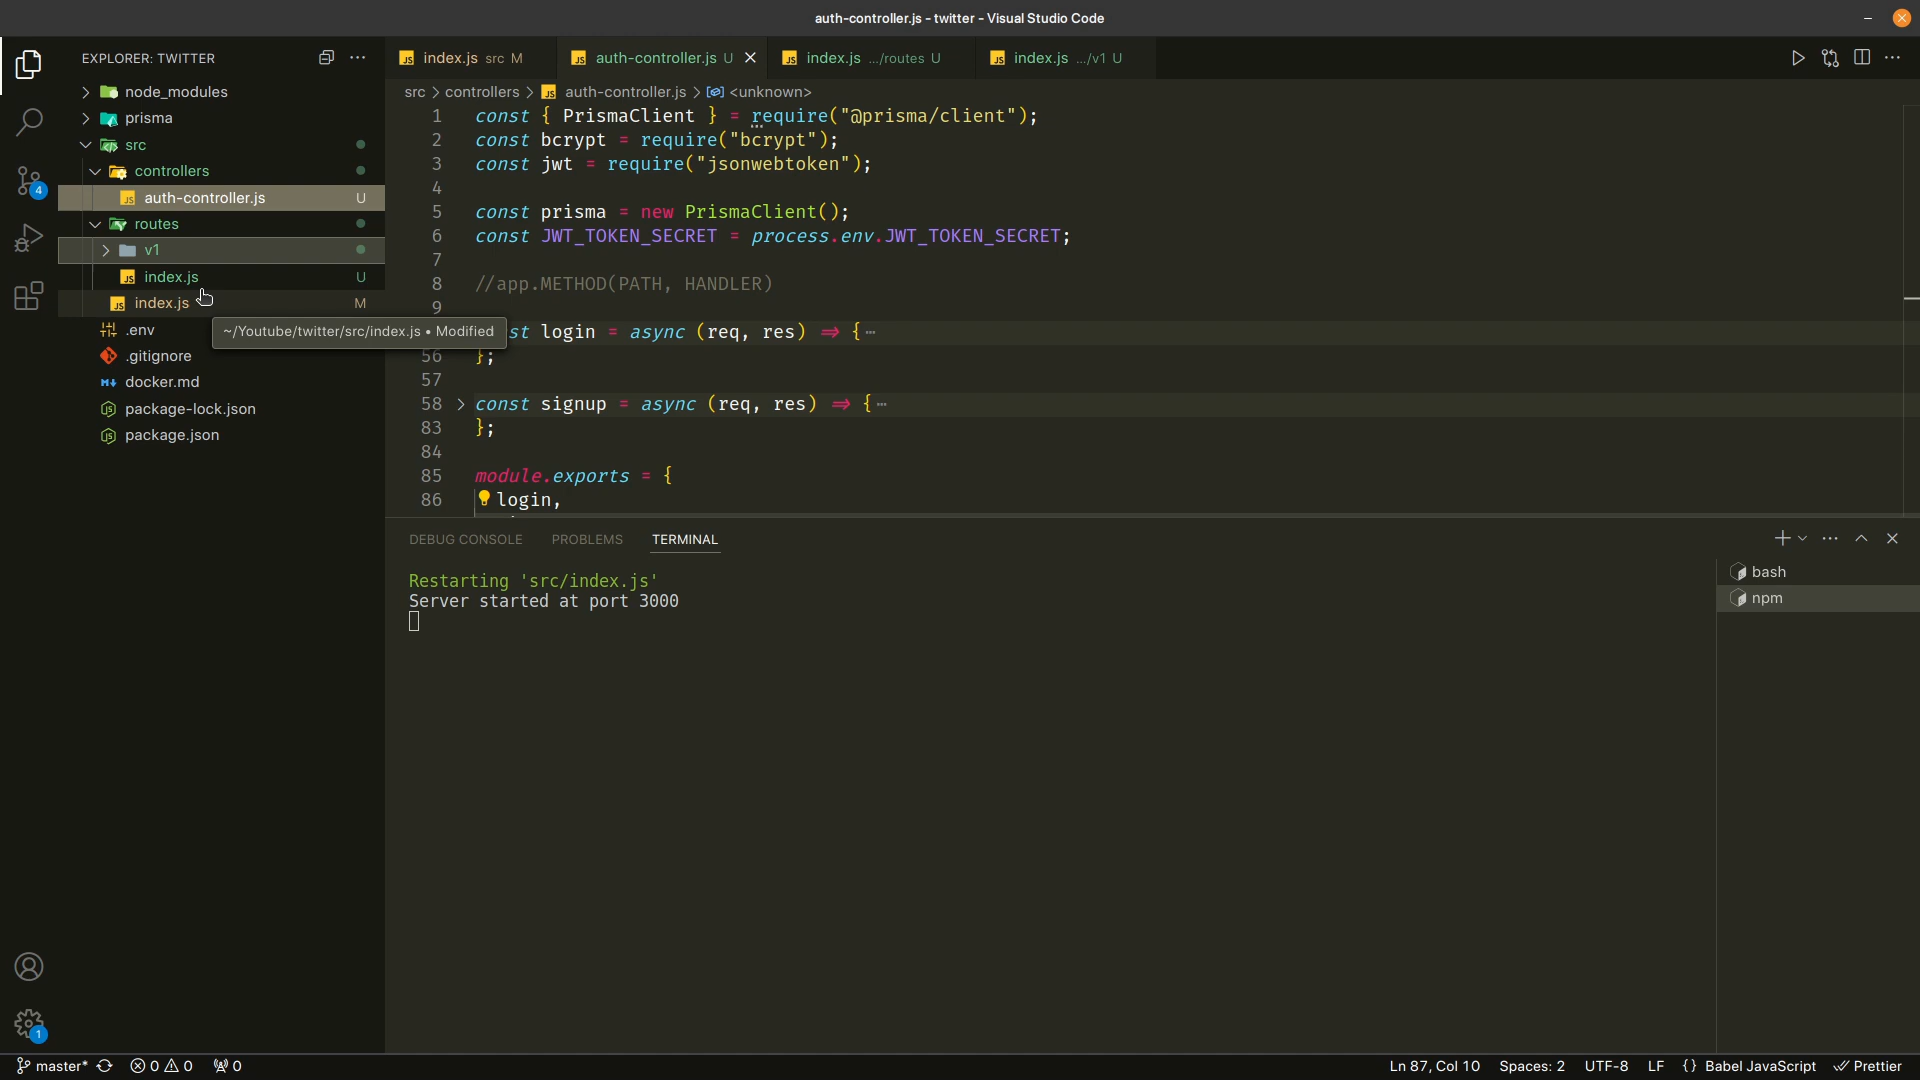 auth-controller.js - twitter - Visual Studio Code
EXPLORER: TWITTER
node_modules
prisma
src
controllers
auth-controller.js U
routes
v1
index.js U
index.js M
.env
.gitignore
docker.md
package-lock.json
package.json
~/Youtube/twitter/src/index.js • Modified
4
1
index.js src M
auth-controller.js U
index.js .../routes U
index.js .../v1 U
src > controllers > auth-controller.js > <unknown>
1 const { PrismaClient } = require("@prisma/client");
2 const bcrypt = require("bcrypt");
3 const jwt = require("jsonwebtoken");
4
5 const prisma = new PrismaClient();
6 const JWT_TOKEN_SECRET = process.env.JWT_TOKEN_SECRET;
7
8 //app.METHOD(PATH, HANDLER)
9
st login = async (req, res) => {…
56 };
57
58 > const signup = async (req, res) => {…
83 };
84
85 module.exports = {
86 login,
DEBUG CONSOLE PROBLEMS TERMINAL
Restarting 'src/index.js'
Server started at port 3000
bash
npm
master* 0 0 0
Ln 87, Col 10 Spaces: 2 UTF-8 LF {} Babel JavaScript Prettier